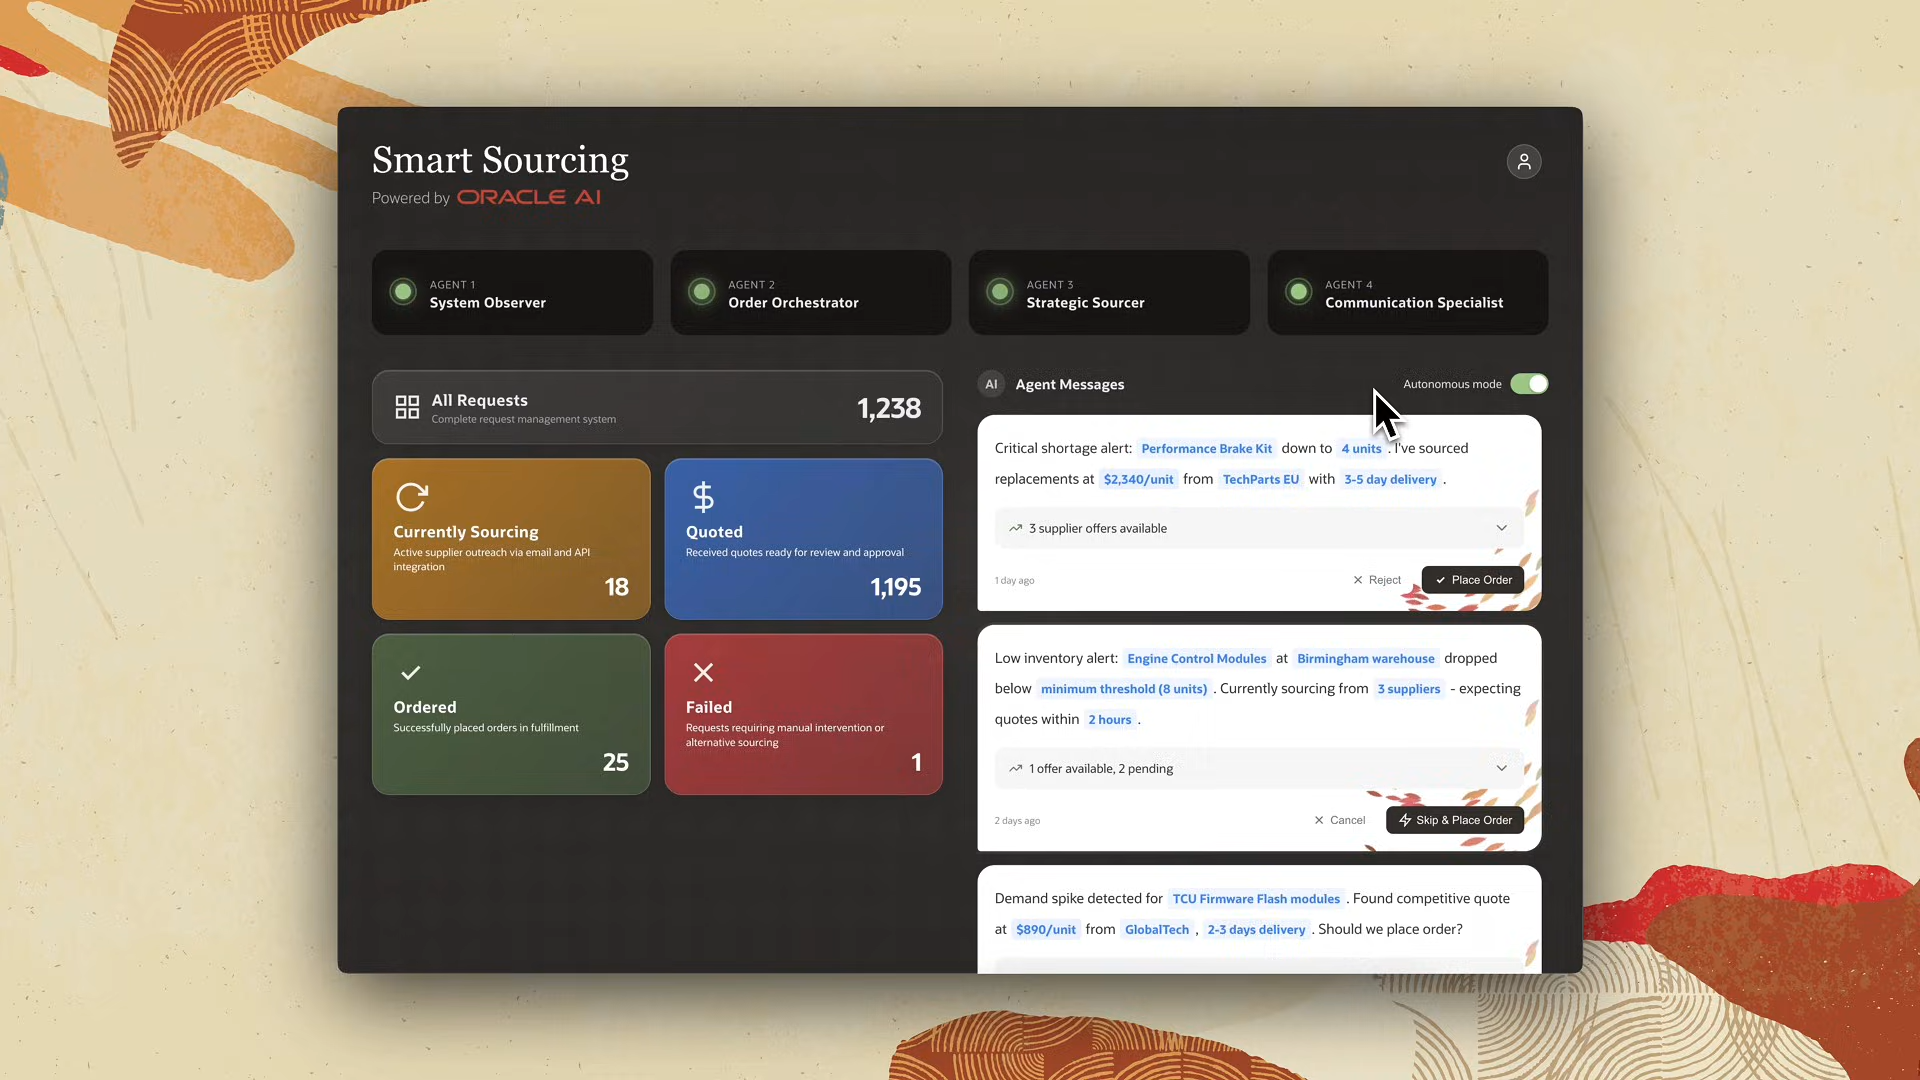 Smart Sourcing
Powered by ORACLE AI
AGENT 1
System Observer
AGENT 2
Order Orchestrator
AGENT 3
Strategic Sourcer
AGENT 4
Communication Specialist
All Requests
Complete request management system
1,238
Currently Sourcing
Active supplier outreach via email and API
integration
18
Quoted
Received quotes ready for review and approval
1,195
Ordered
Successfully placed orders in fulfillment
25
Failed
Requests requiring manual intervention or
alternative sourcing
1
AI Agent Messages
Autonomous mode
Critical shortage alert: Performance Brake Kit down to 4 units . I've sourced
replacements at $2,340/unit from TechParts EU with 3-5 day delivery .
3 supplier offers available
1 day ago
Reject
Place Order
Low inventory alert: Engine Control Modules at Birmingham warehouse dropped
below minimum threshold (8 units) . Currently sourcing from 3 suppliers - expecting
quotes within 2 hours .
1 offer available, 2 pending
2 days ago
Cancel
Skip & Place Order
Demand spike detected for TCU Firmware Flash modules . Found competitive quote
at $890/unit from GlobalTech , 2-3 days delivery . Should we place order?